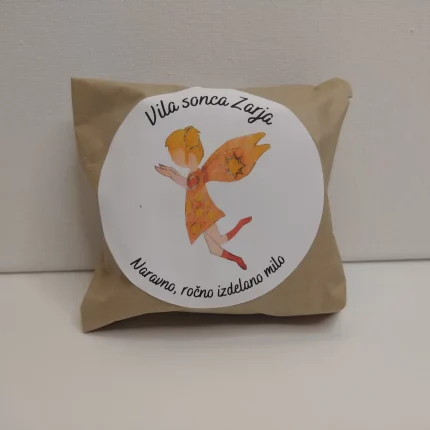 Vila sonca Zarja
Naravno, ročno izdelano milo